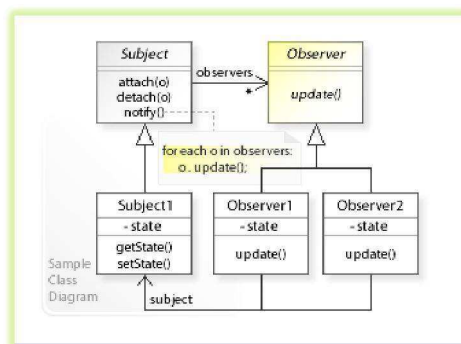 Subject
attach(o)
detach(o)
notify()
observers
*
Observer
update()
for each o in observers:
o . update();
Subject1
- state
getState()
setState()
Observer1
- state
update()
Observer2
- state
update()
subject
Sample
Class
Diagram